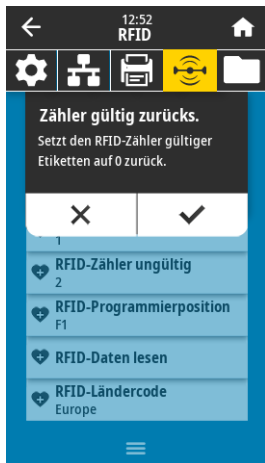 12:52
RFID
Zähler gültig zurücks.
Setzt den RFID-Zähler gültiger
Etiketten auf 0 zurück.
1
RFID-Zähler ungültig
2
RFID-Programmierposition
F1
RFID-Daten lesen
RFID-Ländercode
Europe